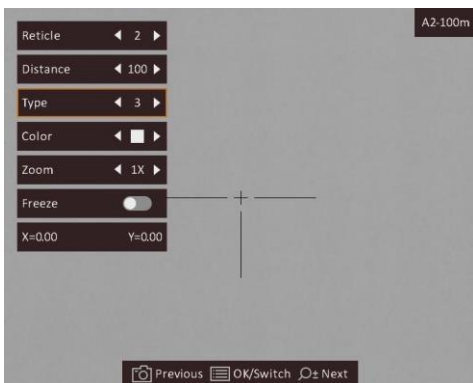 A2-100m
Reticle 2
Distance 100
Type 3
Color
Zoom 1X
Freeze
X=0.00 Y=0.00
Previous OK/Switch Next